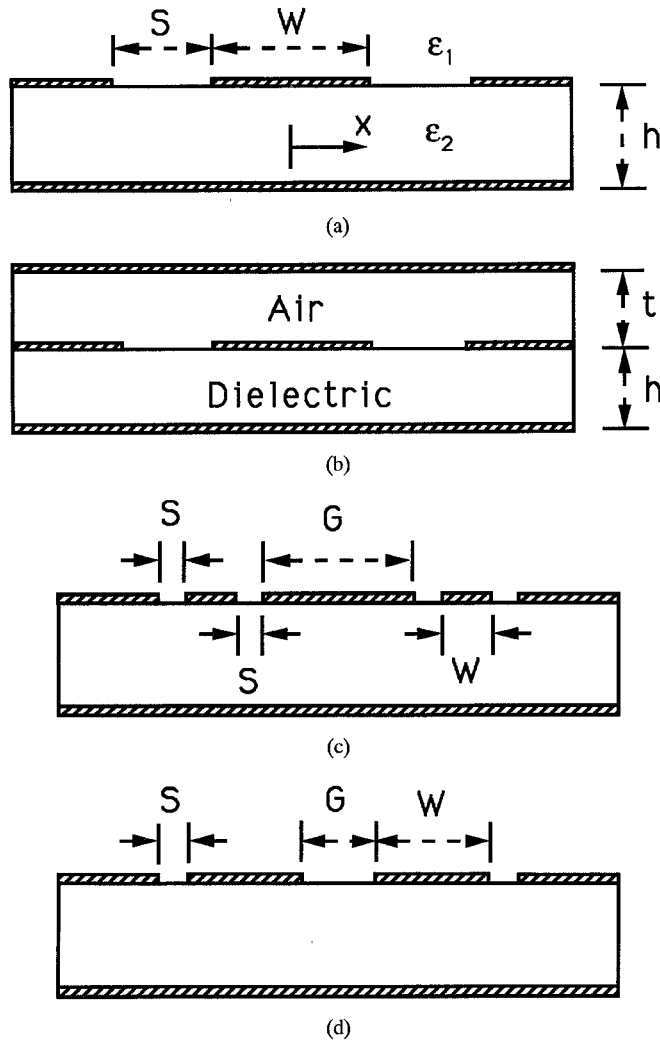 S W ε₁
x ε₂ h
(a)
Air t
Dielectric h
(b)
S G
S W
(c)
S G W
(d)